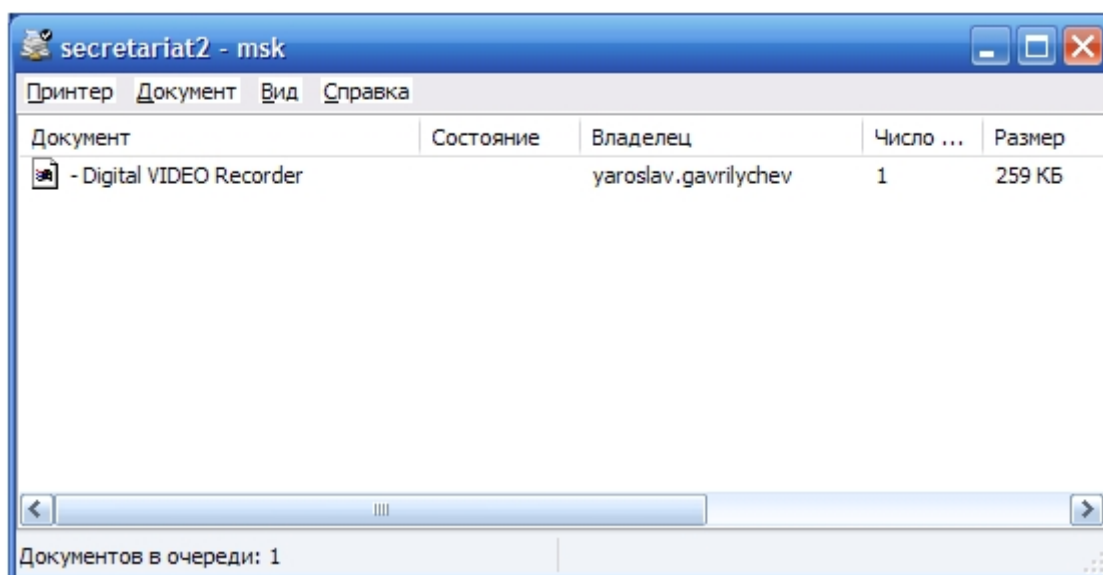 secretariat2 - msk
Принтер Документ Вид Справка
Документ Состояние Владелец Число ... Размер
- Digital VIDEO Recorder yaroslav.gavrilychev 1 259 КБ
Документов в очереди: 1